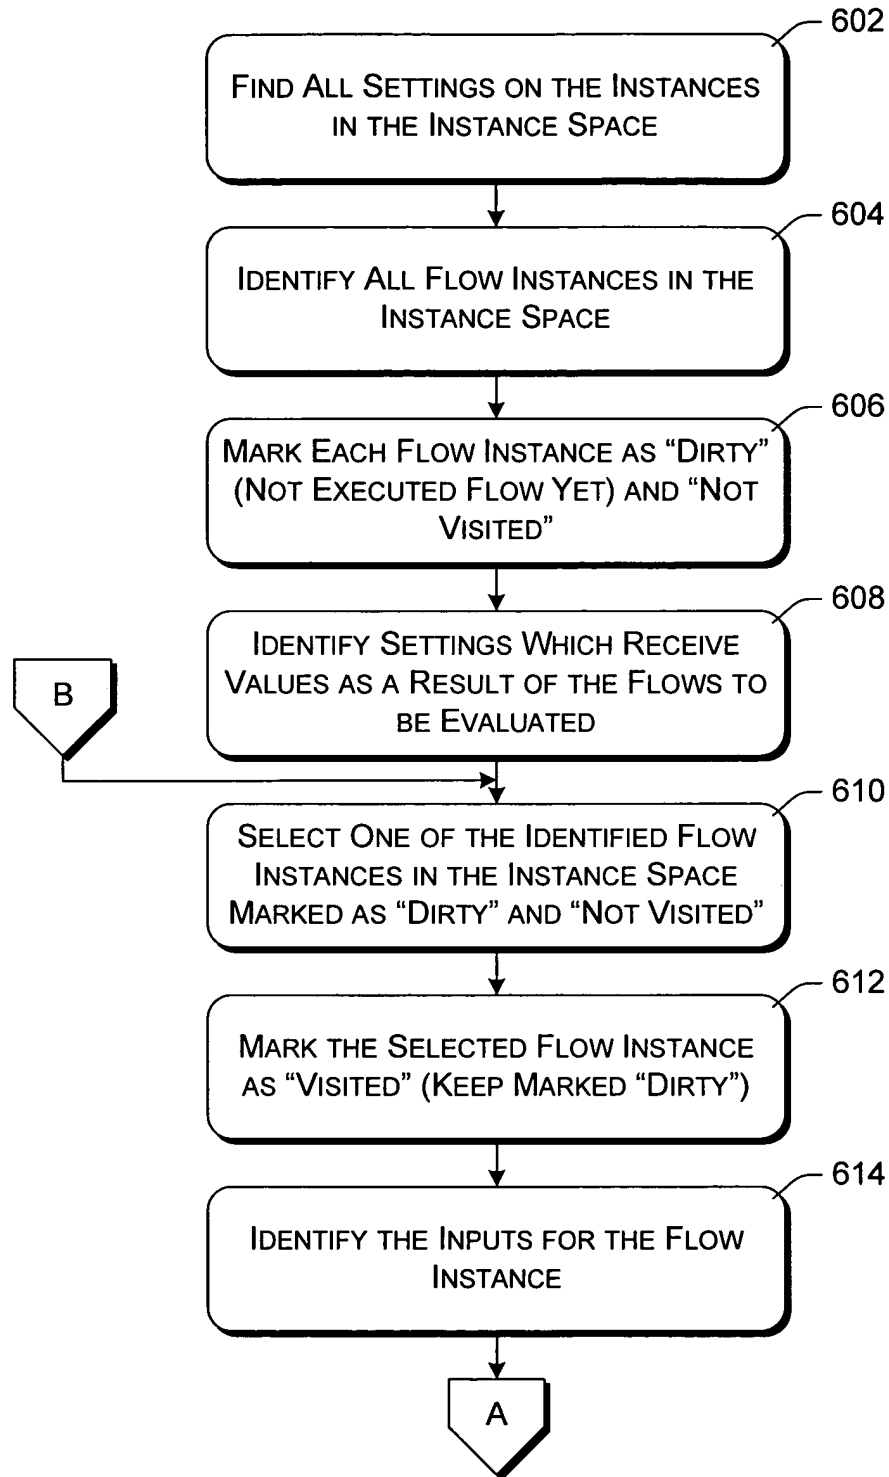 602
FIND ALL SETTINGS ON THE INSTANCES
IN THE INSTANCE SPACE
604
IDENTIFY ALL FLOW INSTANCES IN THE
INSTANCE SPACE
606
MARK EACH FLOW INSTANCE AS “DIRTY”
(NOT EXECUTED FLOW YET) AND “NOT
VISITED”
608
IDENTIFY SETTINGS WHICH RECEIVE
VALUES AS A RESULT OF THE FLOWS TO
BE EVALUATED
B
610
SELECT ONE OF THE IDENTIFIED FLOW
INSTANCES IN THE INSTANCE SPACE
MARKED AS “DIRTY” AND “NOT VISITED”
612
MARK THE SELECTED FLOW INSTANCE
AS “VISITED” (KEEP MARKED “DIRTY”)
614
IDENTIFY THE INPUTS FOR THE FLOW
INSTANCE
A